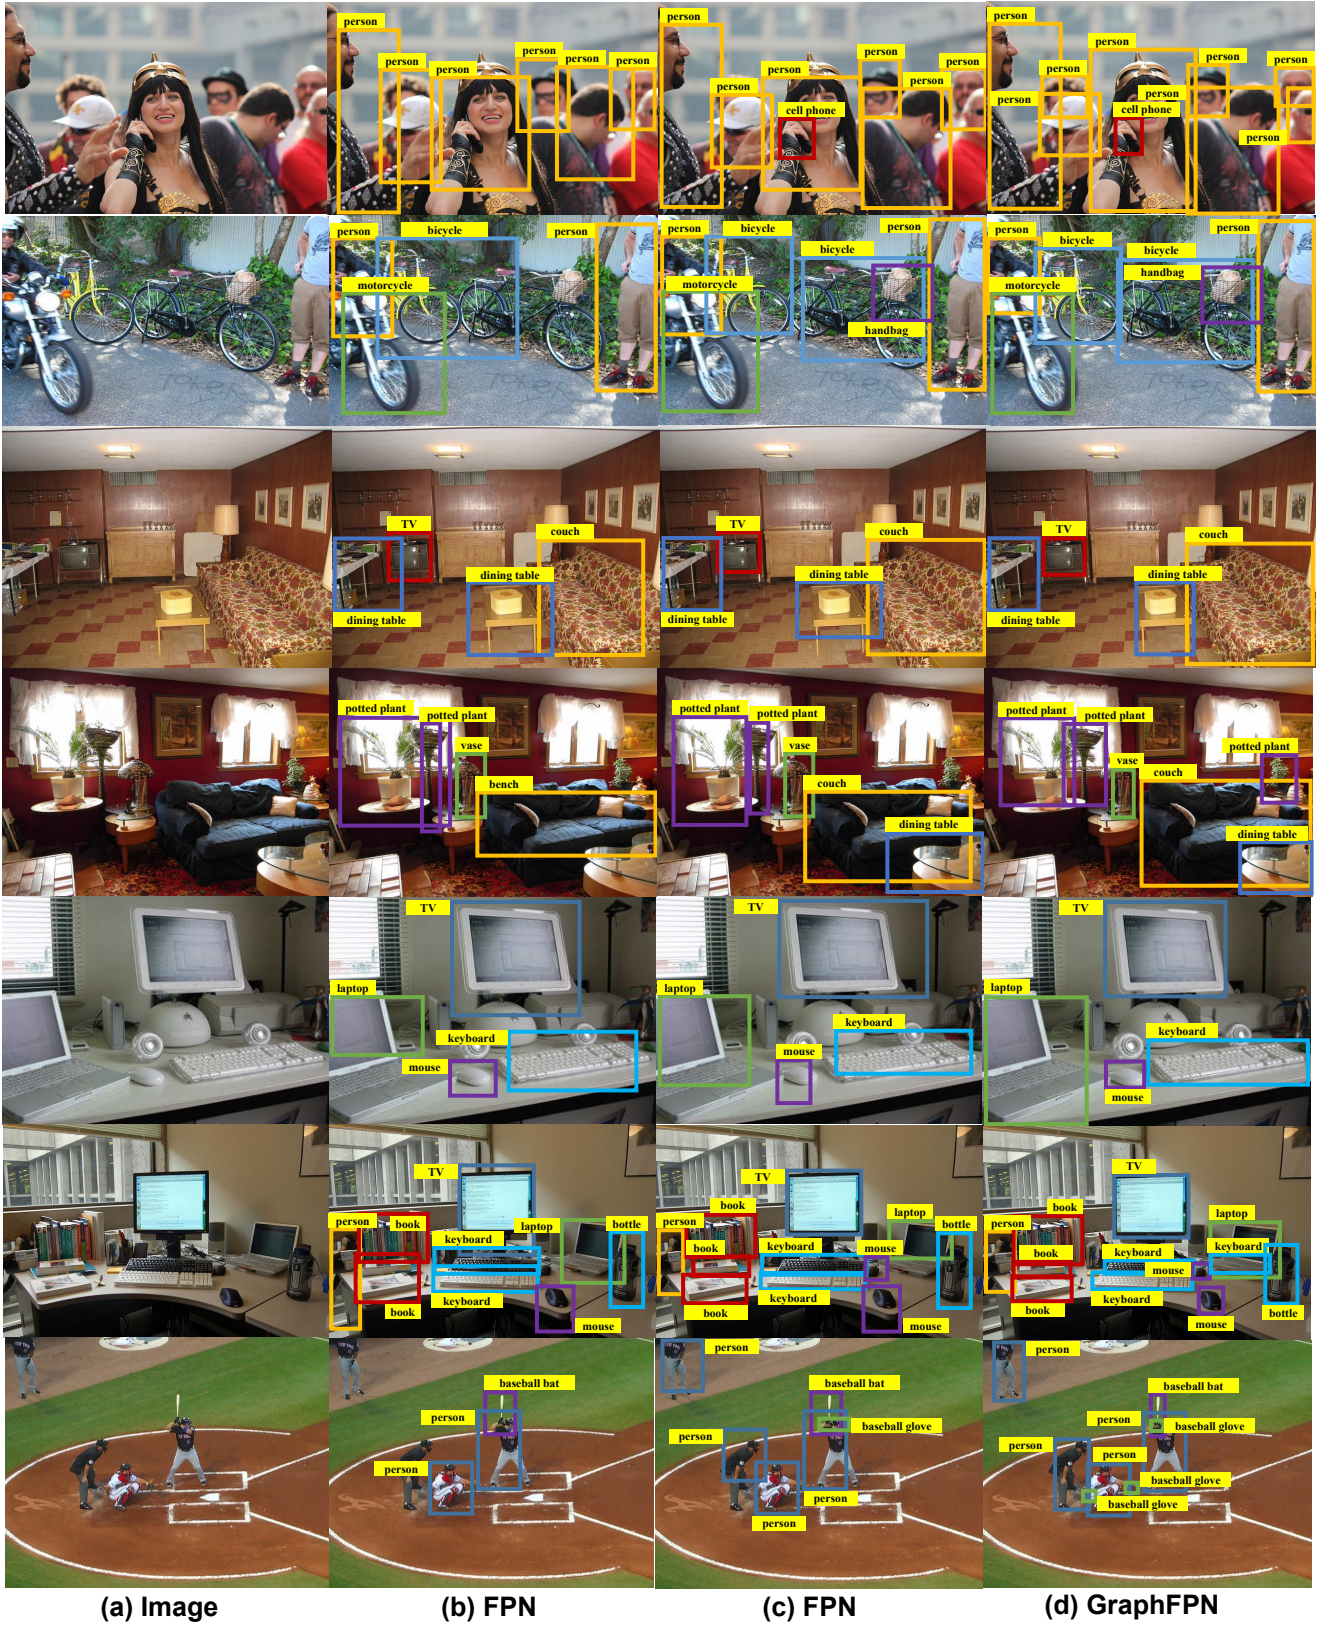 person
person
person
person
person
person
person
person
person
person
person
person
cell phone
person
person
person
person
person
person
cell phone
person
person
bicycle
person
motorcycle
person
bicycle
person
bicycle
motorcycle
handbag
person
bicycle
person
bicycle
handbag
motorcycle
TV
couch
dining table
dining table
TV
couch
dining table
dining table
TV
couch
dining table
dining table
potted plant
potted plant
vase
bench
potted plant
potted plant
vase
couch
dining table
potted plant
potted plant
potted plant
vase
couch
dining table
TV
laptop
keyboard
mouse
TV
laptop
keyboard
mouse
TV
laptop
keyboard
mouse
TV
person
book
laptop
bottle
keyboard
book
keyboard
mouse
TV
book
person
laptop
bottle
book
keyboard
mouse
book
keyboard
mouse
TV
book
person
laptop
book
keyboard
keyboard
mouse
book
keyboard
mouse
bottle
baseball bat
person
person
person
baseball bat
baseball glove
person
person
person
person
baseball bat
person
baseball glove
person
person
baseball glove
baseball glove
(a) Image (b) FPN (c) FPN (d) GraphFPN